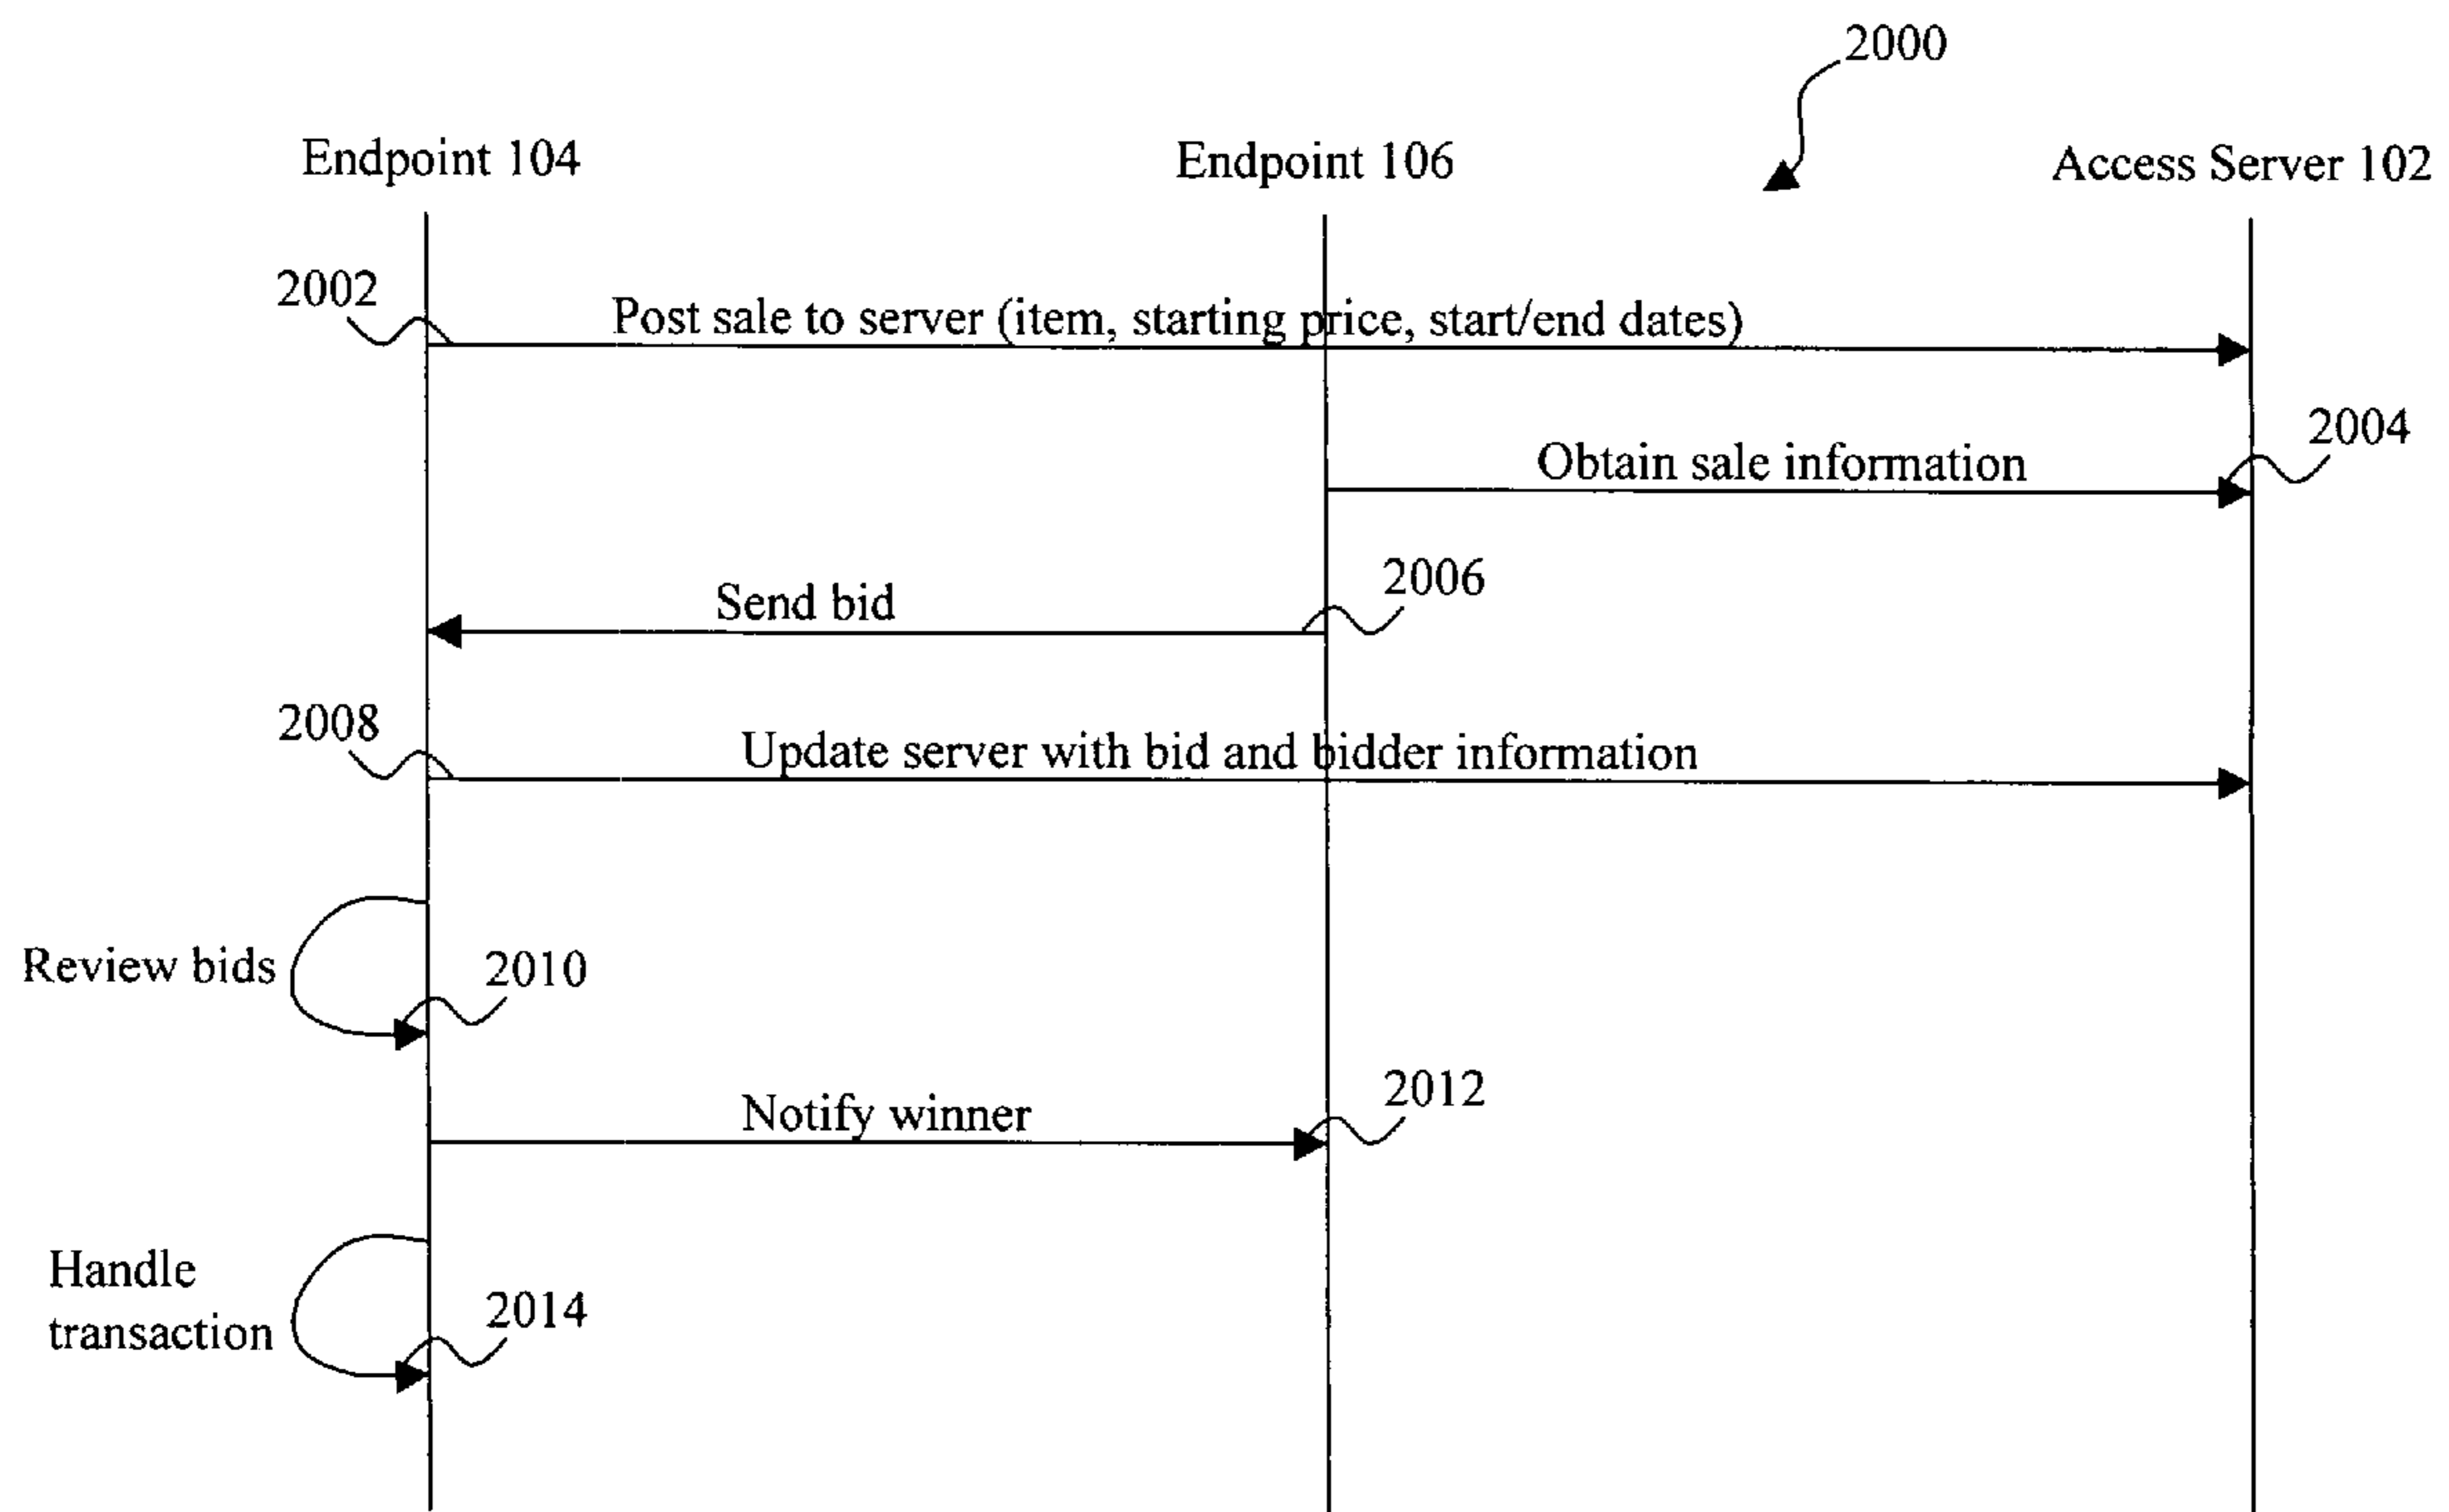 2000
Endpoint 104
Endpoint 106
Access Server 102
2002
Post sale to server (item, starting price, start/end dates)
2004
Obtain sale information
2006
Send bid
2008
Update server with bid and bidder information
Review bids
2010
2012
Notify winner
Handle
transaction
2014